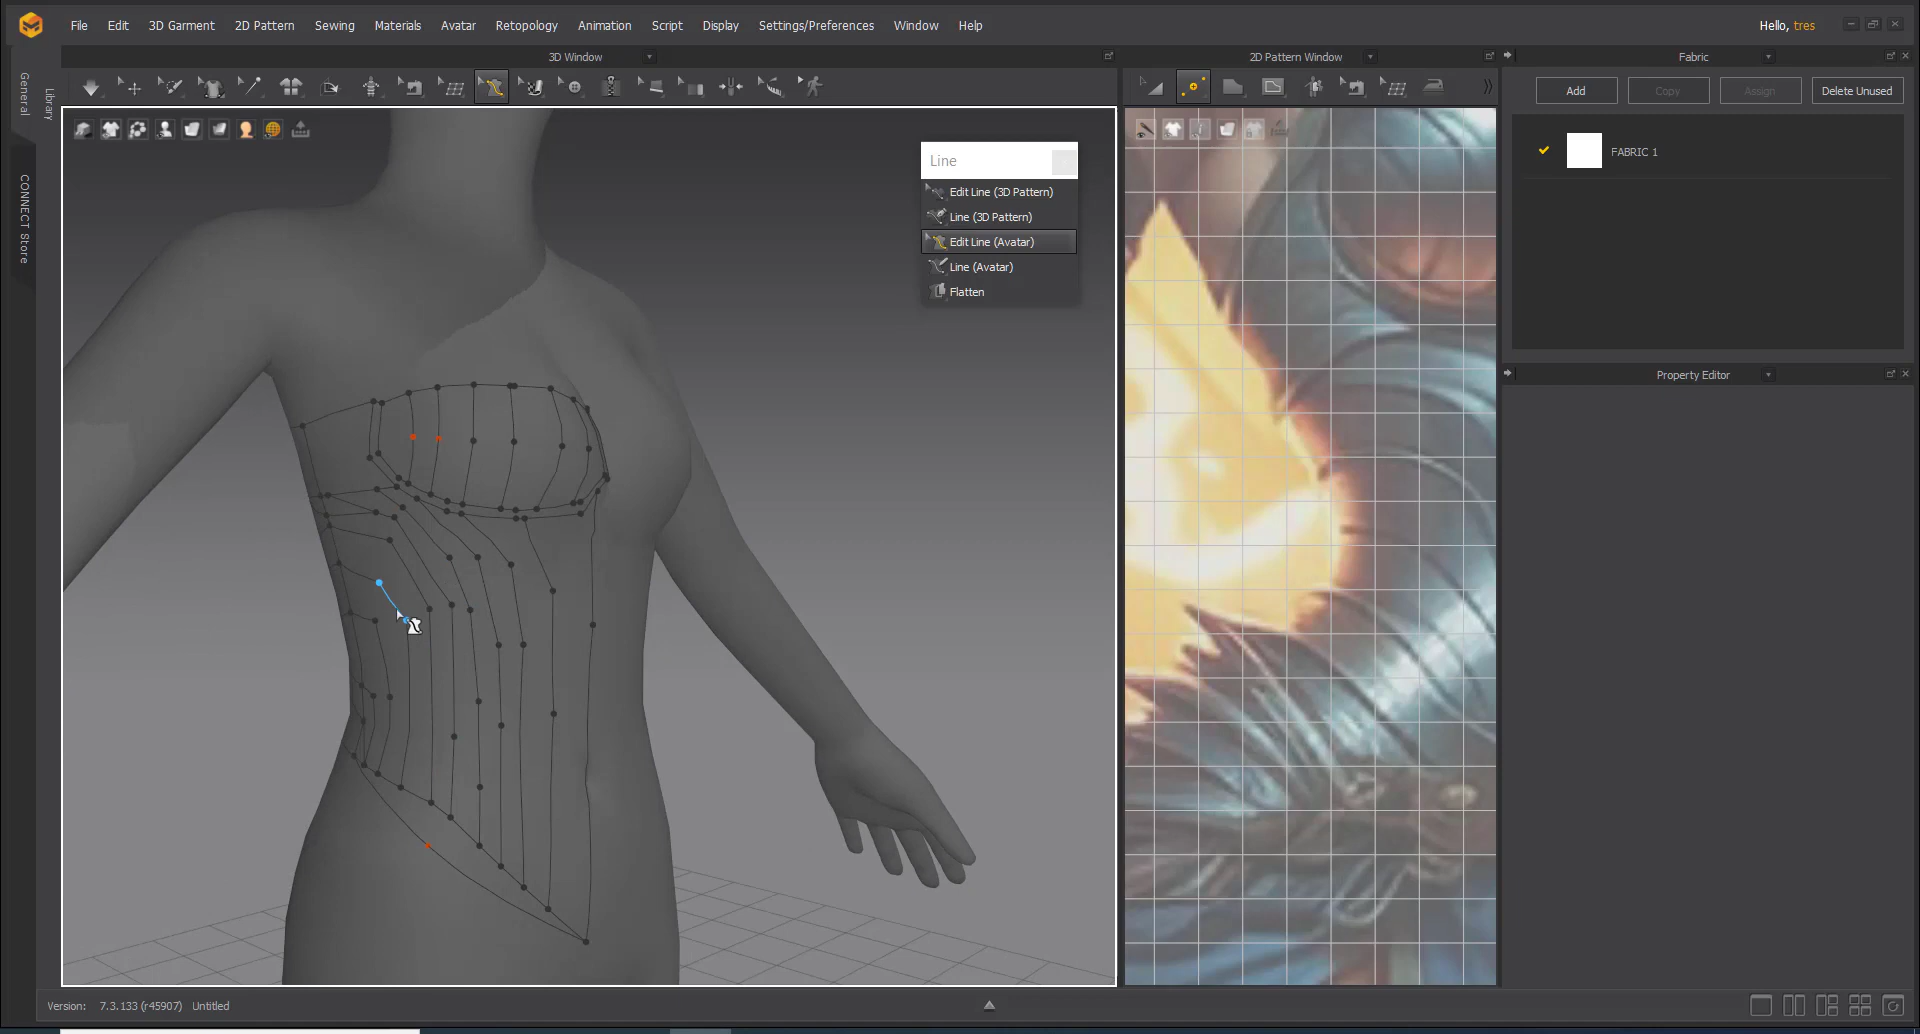 File Edit 3D Garment 2D Pattern Sewing Materials Avatar Retopology Animation Script Display Settings/Preferences Window Help
Hello, tres
General
Library
CONNECT Store
3D Window
2D Pattern Window
Fabric
Add Copy Assign Delete Unused
FABRIC 1
Line
Edit Line (3D Pattern)
Line (3D Pattern)
Edit Line (Avatar)
Line (Avatar)
Flatten
Property Editor
Version: 7.3.133 (r45907) Untitled